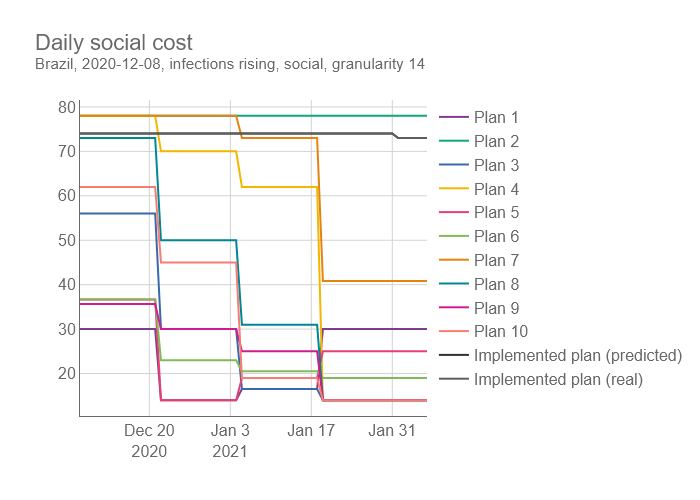 Daily social cost
Brazil, 2020-12-08, infections rising, social, granularity 14
80
70
60
50
40
30
20
Dec 20
2020
Jan 3
2021
Jan 17
Jan 31
Plan 1
Plan 2
Plan 3
Plan 4
Plan 5
Plan 6
Plan 7
Plan 8
Plan 9
Plan 10
Implemented plan (predicted)
Implemented plan (real)